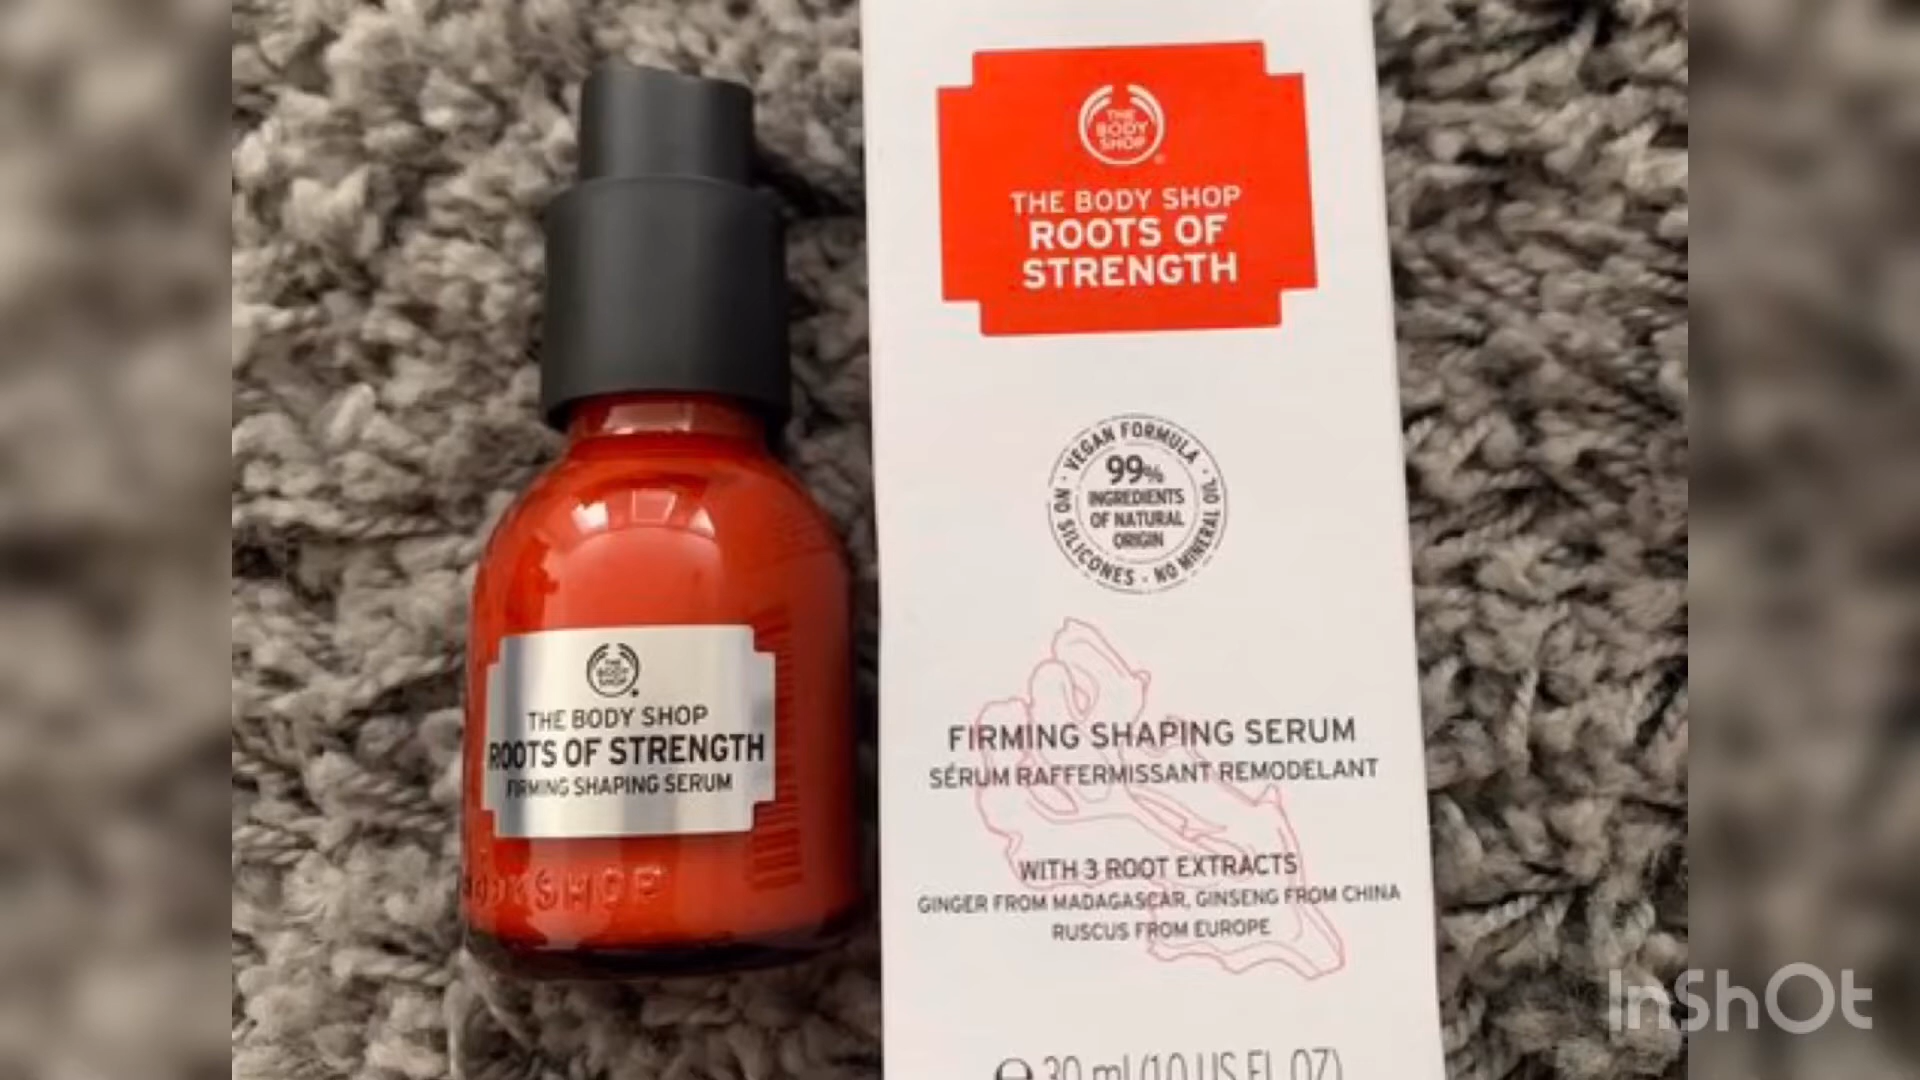 THE
BODY
SHOP
THE BODY SHOP
ROOTS OF STRENGTH
FIRMING SHAPING SERUM
BODY SHOP
THE
BODY
SHOP
THE BODY SHOP
ROOTS OF
STRENGTH
VEGAN FORMULA · NO MINERAL OIL · NO SILICONES ·
99%
INGREDIENTS
OF NATURAL
ORIGIN
FIRMING SHAPING SERUM
SÉRUM RAFFERMISSANT REMODELANT
WITH 3 ROOT EXTRACTS
GINGER FROM MADAGASCAR, GINSENG FROM CHINA
RUSCUS FROM EUROPE
℮ 30 ml (1.0 US FL OZ)
InShOt